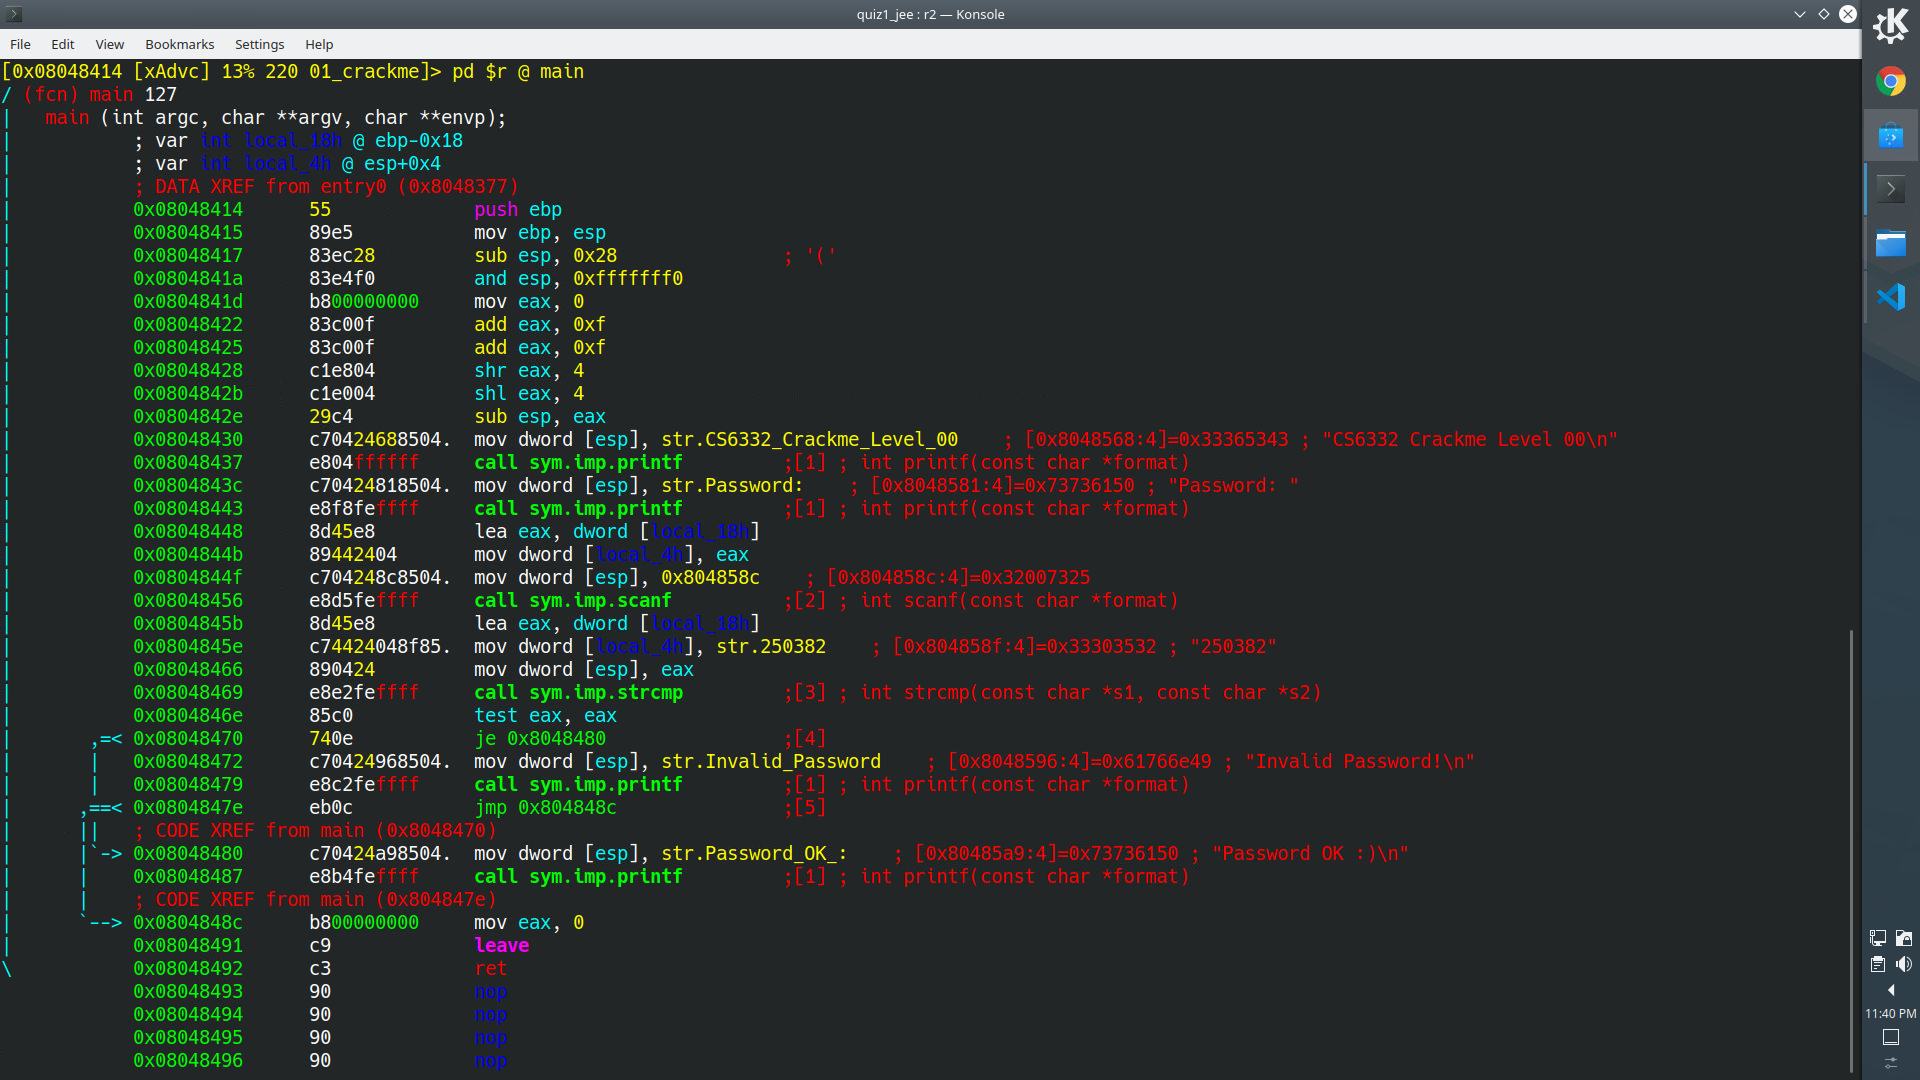 quiz1_jee : r2 — Konsole
File Edit View Bookmarks Settings Help
[0x08048414 [xAdvc] 13% 220 01_crackme]> pd $r @ main
/ (fcn) main 127
|   main (int argc, char **argv, char **envp);
|           ; var int local_18h @ ebp-0x18
|           ; var int local_4h @ esp+0x4
|           ; DATA XREF from entry0 (0x8048377)
|           0x08048414      55             push ebp
|           0x08048415      89e5           mov ebp, esp
|           0x08048417      83ec28         sub esp, 0x28               ; '('
|           0x0804841a      83e4f0         and esp, 0xfffffff0
|           0x0804841d      b800000000     mov eax, 0
|           0x08048422      83c00f         add eax, 0xf
|           0x08048425      83c00f         add eax, 0xf
|           0x08048428      c1e804         shr eax, 4
|           0x0804842b      c1e004         shl eax, 4
|           0x0804842e      29c4           sub esp, eax
|           0x08048430      c70424688504.  mov dword [esp], str.CS6332_Crackme_Level_00    ; [0x8048568:4]=0x33365343 ; "CS6332 Crackme Level 00\n"
|           0x08048437      e804ffffff     call sym.imp.printf         ;[1] ; int printf(const char *format)
|           0x0804843c      c70424818504.  mov dword [esp], str.Password:    ; [0x8048581:4]=0x73736150 ; "Password: "
|           0x08048443      e8f8feffff     call sym.imp.printf         ;[1] ; int printf(const char *format)
|           0x08048448      8d45e8         lea eax, dword [local_18h]
|           0x0804844b      89442404       mov dword [local_4h], eax
|           0x0804844f      c704248c8504.  mov dword [esp], 0x804858c    ; [0x804858c:4]=0x32007325
|           0x08048456      e8d5feffff     call sym.imp.scanf          ;[2] ; int scanf(const char *format)
|           0x0804845b      8d45e8         lea eax, dword [local_18h]
|           0x0804845e      c74424048f85.  mov dword [local_4h], str.250382    ; [0x804858f:4]=0x33303532 ; "250382"
|           0x08048466      890424         mov dword [esp], eax
|           0x08048469      e8e2feffff     call sym.imp.strcmp         ;[3] ; int strcmp(const char *s1, const char *s2)
|           0x0804846e      85c0           test eax, eax
|       ,=< 0x08048470      740e           je 0x8048480                ;[4]
|       |   0x08048472      c70424968504.  mov dword [esp], str.Invalid_Password    ; [0x8048596:4]=0x61766e49 ; "Invalid Password!\n"
|       |   0x08048479      e8c2feffff     call sym.imp.printf         ;[1] ; int printf(const char *format)
|      ,==< 0x0804847e      eb0c           jmp 0x804848c               ;[5]
|      ||   ; CODE XREF from main (0x8048470)
|      |`-> 0x08048480      c70424a98504.  mov dword [esp], str.Password_OK_:    ; [0x80485a9:4]=0x73736150 ; "Password OK :)\n"
|      |    0x08048487      e8b4feffff     call sym.imp.printf         ;[1] ; int printf(const char *format)
|      |    ; CODE XREF from main (0x804847e)
|      `--> 0x0804848c      b800000000     mov eax, 0
|           0x08048491      c9             leave
\           0x08048492      c3             ret
            0x08048493      90             nop
            0x08048494      90             nop
            0x08048495      90             nop
            0x08048496      90             nop
11:40 PM